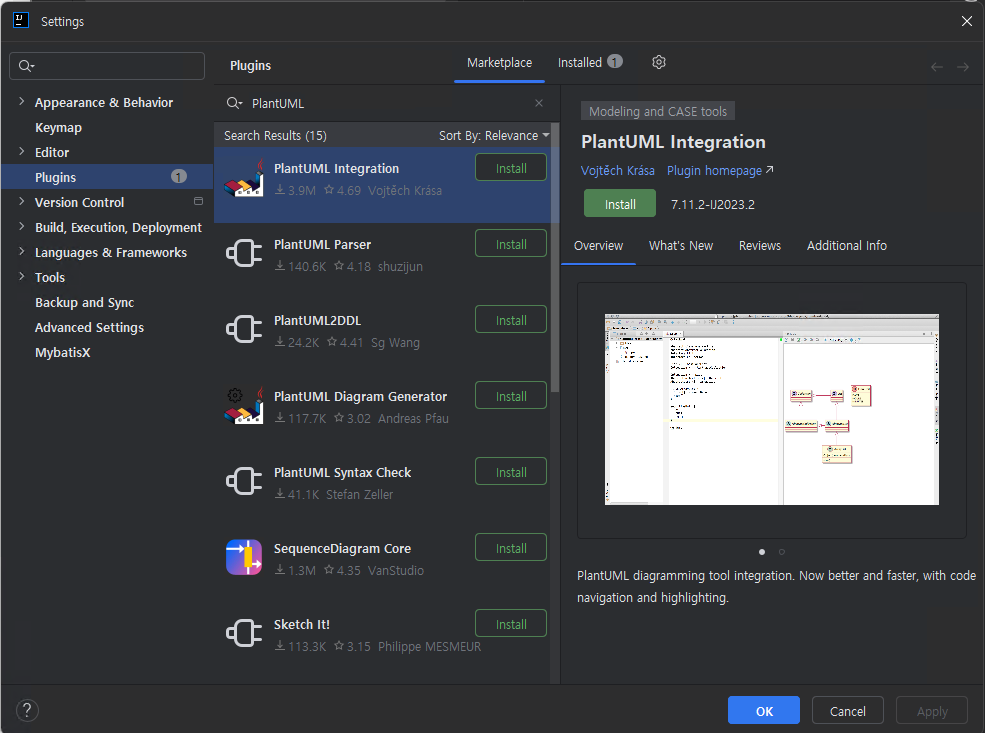 IJ
Settings
Appearance & Behavior
Keymap
Editor
Plugins 1
Version Control
Build, Execution, Deployment
Languages & Frameworks
Tools
Backup and Sync
Advanced Settings
MybatisX
Plugins
Marketplace Installed 1
PlantUML
Search Results (15) Sort By: Relevance
PlantUML Integration Install
3.9M 4.69 Vojtěch Krása
PlantUML Parser Install
140.6K 4.18 shuzijun
PlantUML2DDL Install
24.2K 4.41 Sg Wang
PlantUML Diagram Generator Install
117.7K 3.02 Andreas Pfau
PlantUML Syntax Check Install
41.1K Stefan Zeller
SequenceDiagram Core Install
1.3M 4.35 VanStudio
Sketch It! Install
113.3K 3.15 Philippe MESMEUR
Modeling and CASE tools
PlantUML Integration
Vojtěch Krása Plugin homepage
Install 7.11.2-IJ2023.2
Overview What's New Reviews Additional Info
PlantUML diagramming tool integration. Now better and faster, with code
navigation and highlighting.
?
OK Cancel Apply